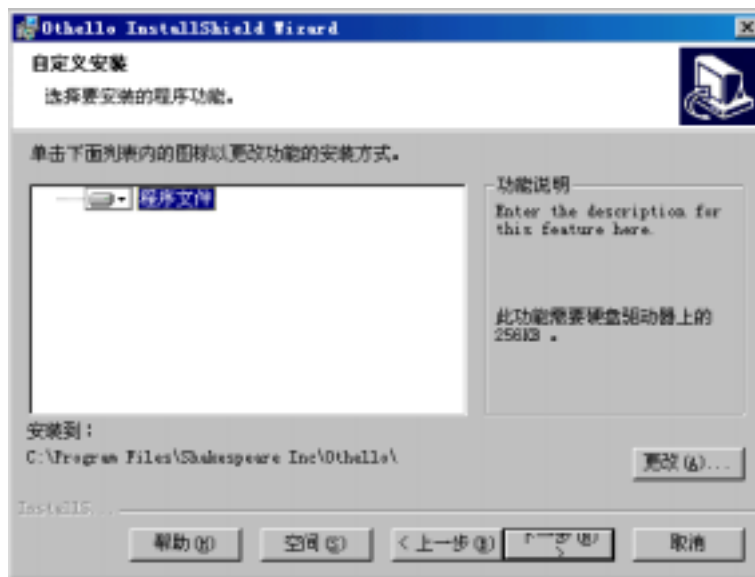 Othello InstallShield Wizard
自定义安装
选择要安装的程序功能。
单击下面列表内的图标以更改功能的安装方式。
程序文件
功能说明
Enter the description for
this feature here.
此功能需要硬盘驱动器上的
256KB 。
安装到：
C:\Program Files\Shakespeare Inc\Othello\
更改(A)...
InstallS...
帮助(H)
空间(S)
< 上一步(B)
下一步(N)
>
取消